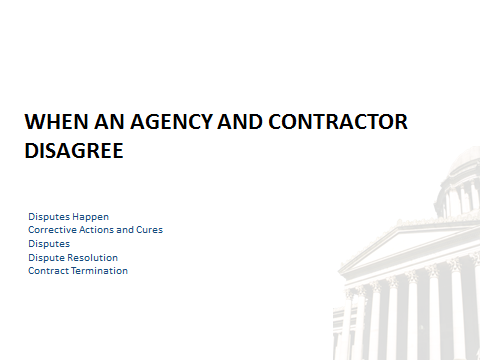 WHEN AN AGENCY AND CONTRACTOR
DISAGREE
Disputes Happen
Corrective Actions and Cures
Disputes
Dispute Resolution
Contract Termination